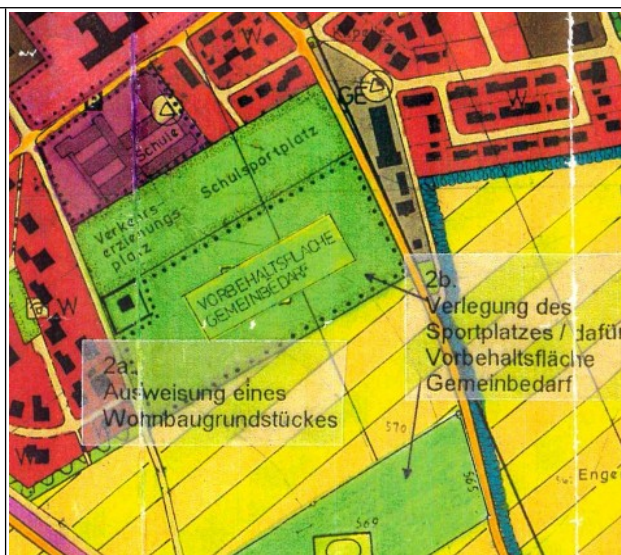 W
Schule
GE
W
Schulsportplatz
Verkehrs-
erziehungs
platz
VORBEHALTSFLÄCHE
GEMEINBEDARF
W
2b.
Verlegung des
Sportplatzes / dafür
Vorbehaltsfläche
Gemeinbedarf
2a.
Ausweisung eines
Wohnbaugrundstückes
570
565
W
Enge
569